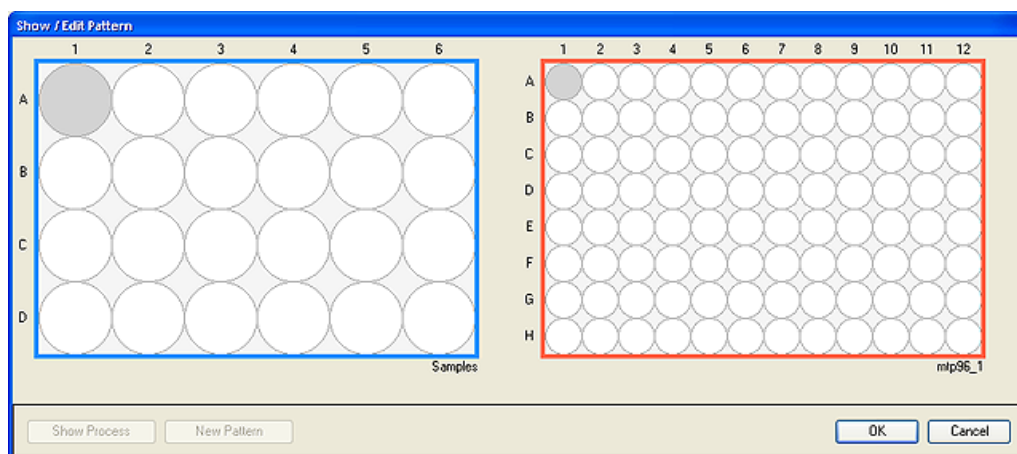 Show / Edit Pattern
1 2 3 4 5 6
1 2 3 4 5 6 7 8 9 10 11 12
A
B
C
D
Samples
A
B
C
D
E
F
G
H
mtp96_1
Show Process
New Pattern
OK
Cancel